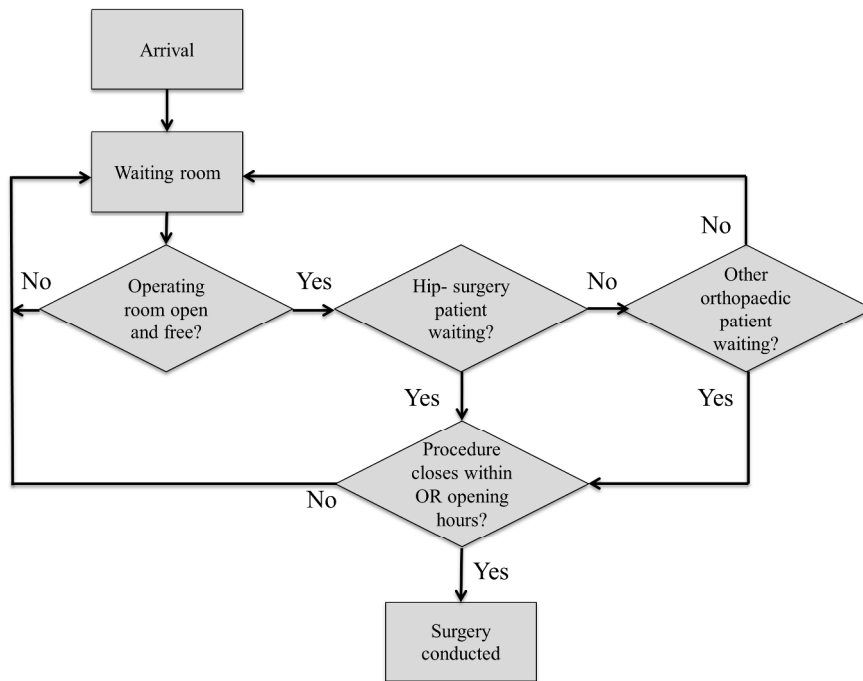 Arrival
Waiting room
No
No
Operating
room open
and free?
Yes
Hip- surgery
patient
waiting?
No
Other
orthopaedic
patient
waiting?
Yes
Yes
Procedure
closes within
OR opening
hours?
No
Yes
Surgery
conducted